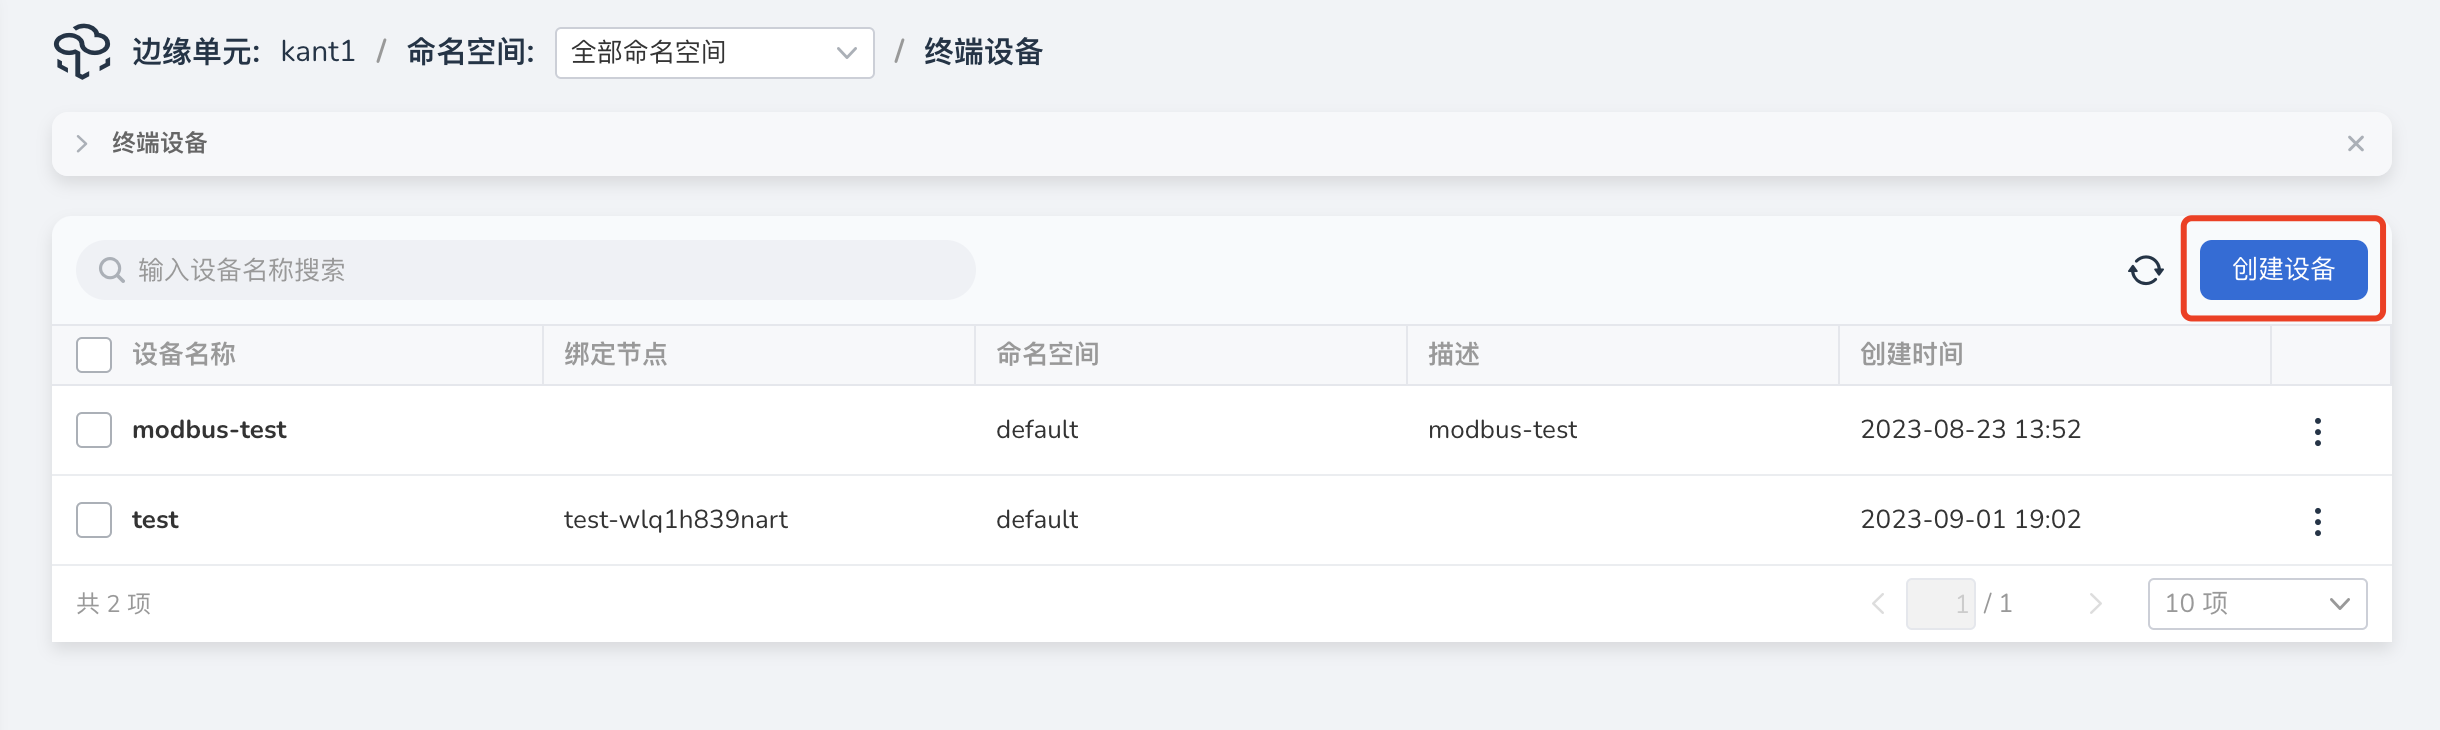 边缘单元: kant1 / 命名空间: 全部命名空间 / 终端设备
终端设备
输入设备名称搜索
创建设备
设备名称 绑定节点 命名空间 描述 创建时间
modbus-test default modbus-test 2023-08-23 13:52
test test-wlq1h839nart default 2023-09-01 19:02
共 2 项 1 / 1 10 项